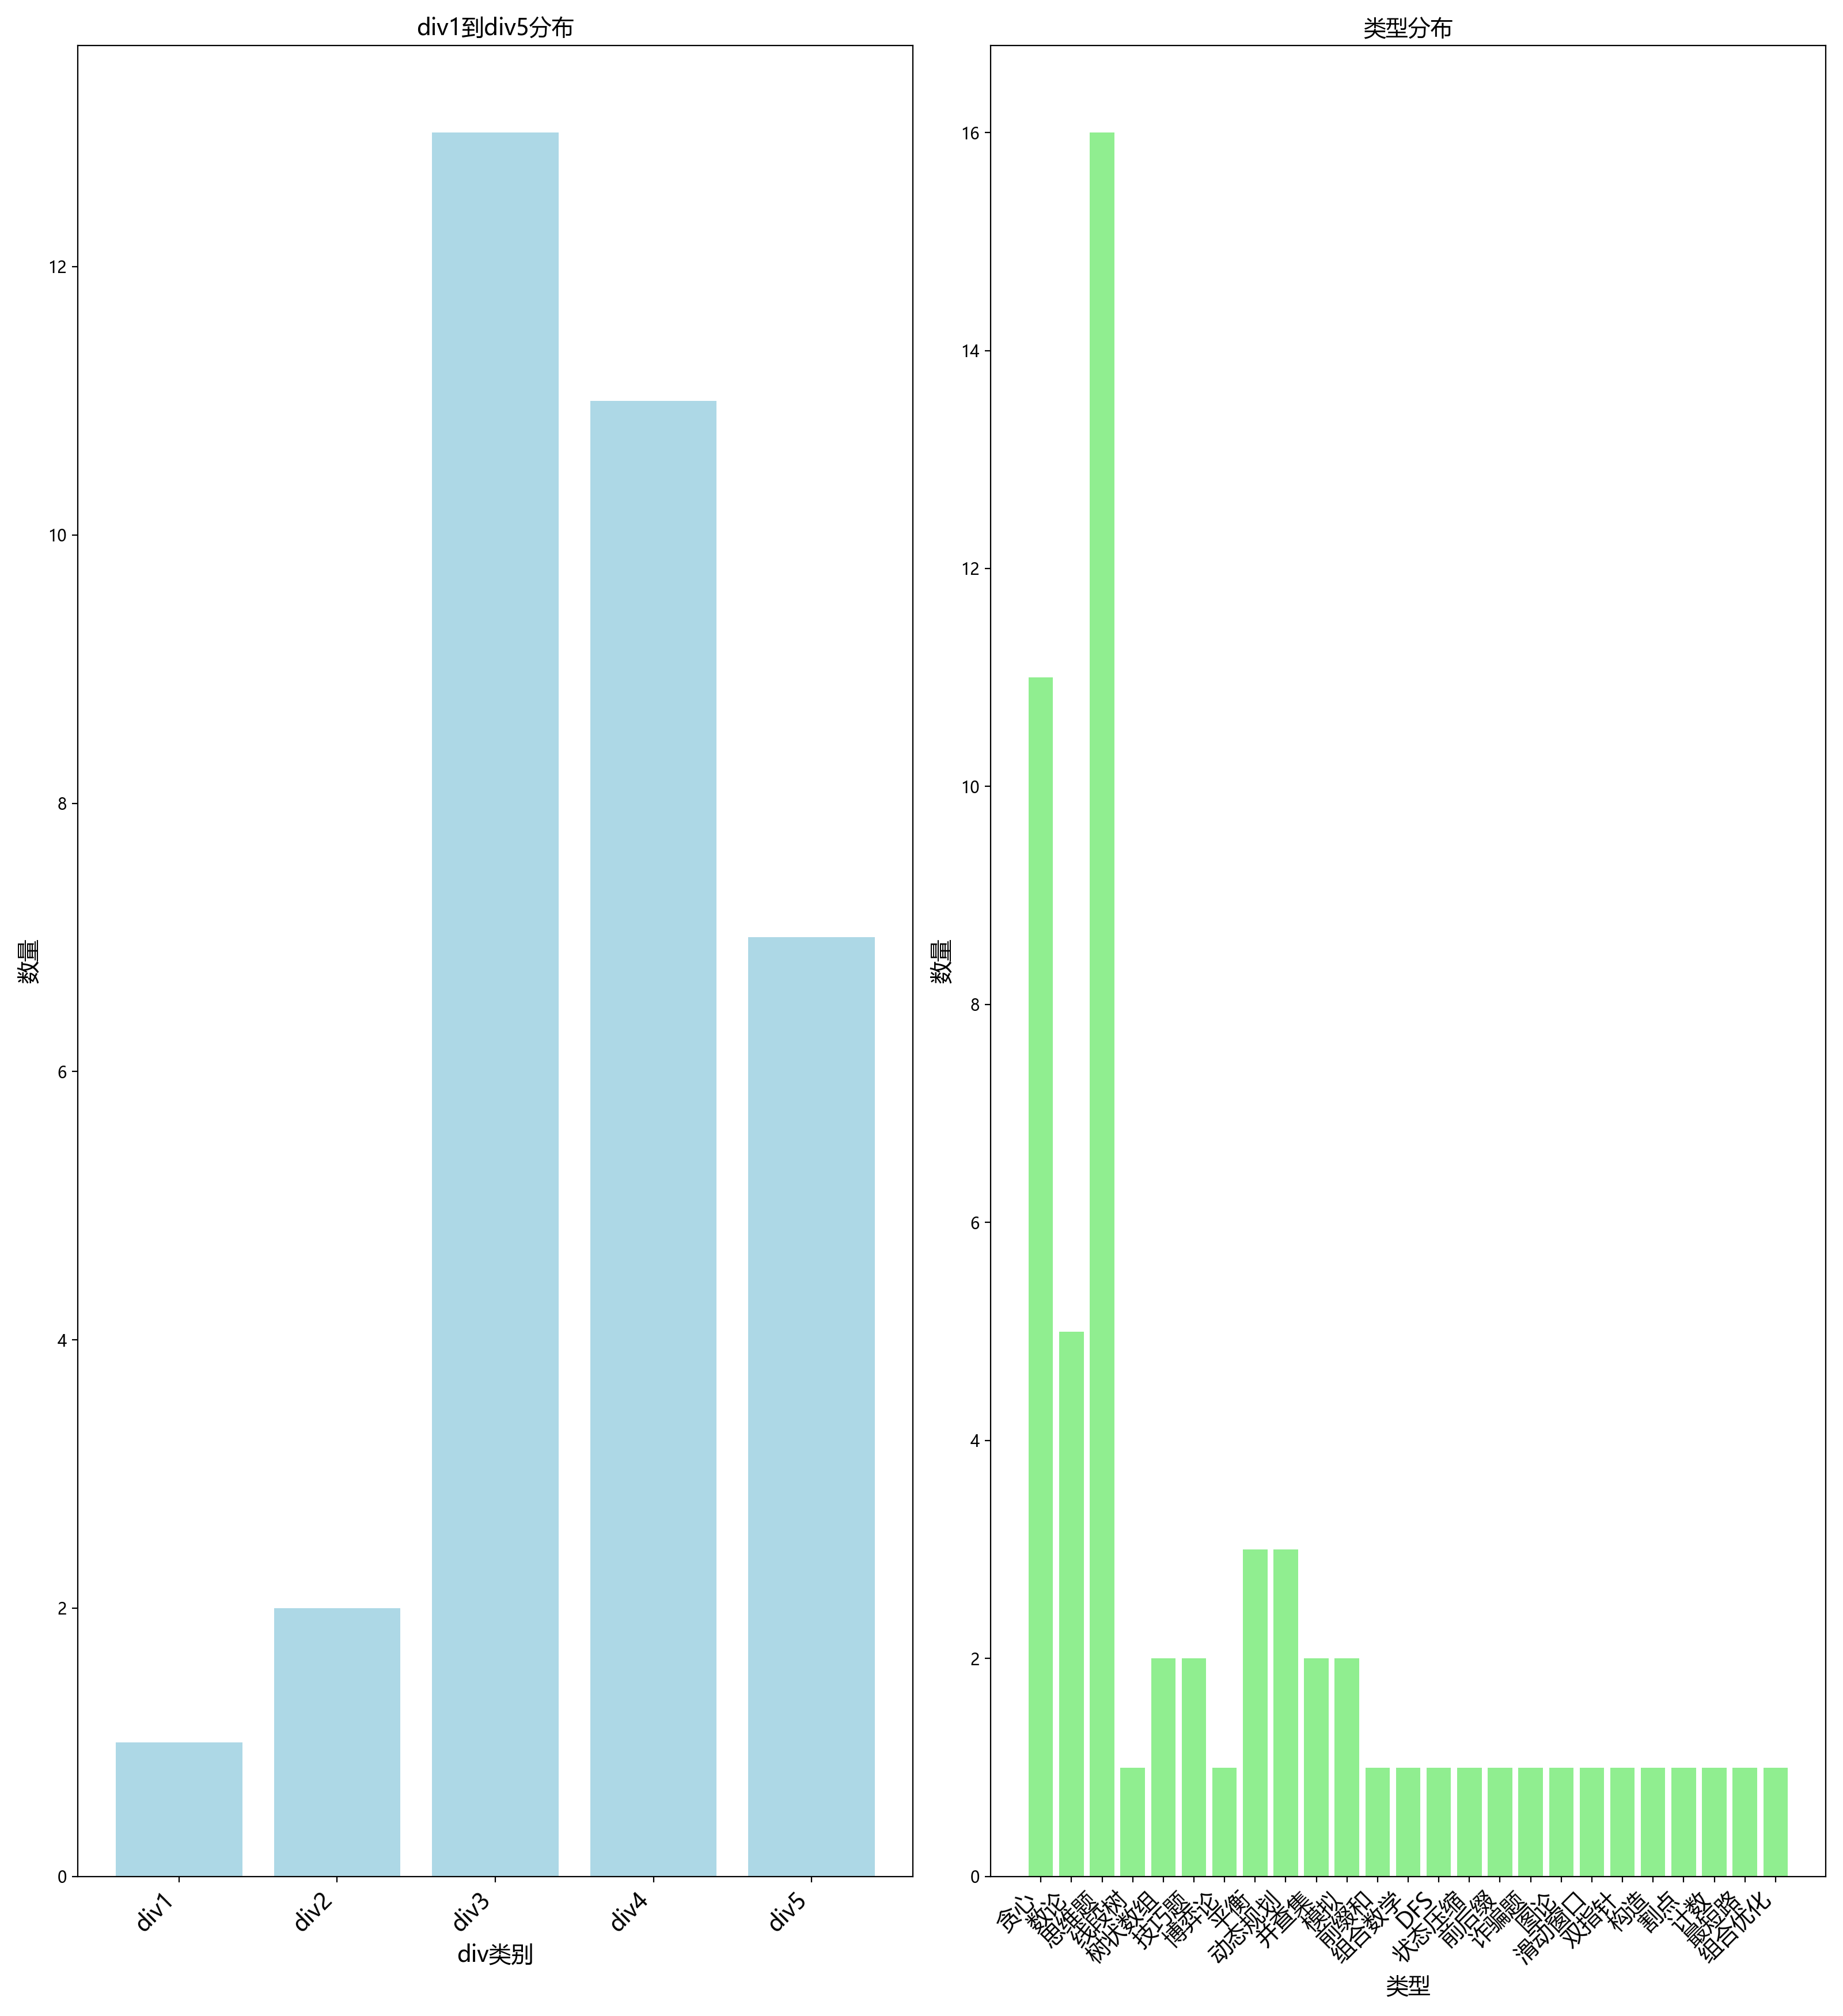 div1到div5分布
数量
12
10
8
6
4
2
0
div1
div2
div3
div4
div5
div类别
类型分布
数量
16
14
12
10
8
6
4
2
0
贪心
数论
思维题
线段树
树状数组
技巧题
博弈论
平衡
动态规划
并查集
模拟
前缀和
组合数学
DFS
状态压缩
前后缀
诈骗题
图论
滑动窗口
双指针
构造
割点
计数
最短路
组合优化
类型